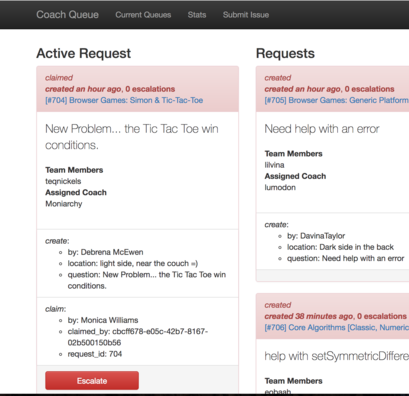 Coach Queue Current Queues Stats Submit Issue
Active Request
claimed
created an hour ago, 0 escalations
[#704] Browser Games: Simon & Tic-Tac-Toe
New Problem... the Tic Tac Toe win
conditions.
Team Members
teqnickels
Assigned Coach
Moniarchy
create:
by: Debrena McEwen
location: light side, near the couch =)
question: New Problem... the Tic Tac Toe win
conditions.
claim:
by: Monica Williams
claimed_by: cbcff678-e05c-42b7-8167-
02b500150b56
request_id: 704
Escalate
Requests
created
created an hour ago, 0 escalations
[#705] Browser Games: Generic Platform
Need help with an error
Team Members
lilvina
Assigned Coach
lumodon
create:
by: DavinaTaylor
location: Dark side in the back
question: Need help with an error
created
created 38 minutes ago, 0 escalations
[#706] Core Algorithms [Classic, Numeric
help with setSymmetricDiffere
Team Members